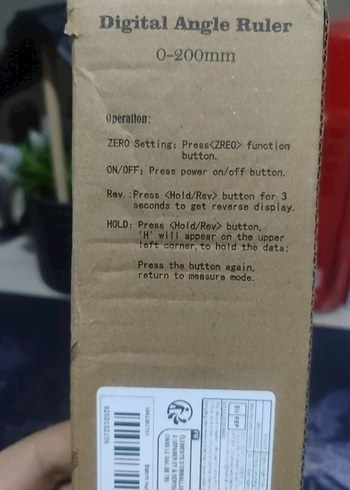 Digital Angle Ruler
0-200mm
Operation:
ZERO Setting: Press<ZREO> function
button.
ON/OFF; Press power on/off button.
Rev.:Press <Hold/Rev> button for 3
seconds to get reverse display.
HOLD: Press <Hold/Rev> button,
'H' will appear on the upper
left corner, to hold the data;
Press the button again,
return to measure mode.